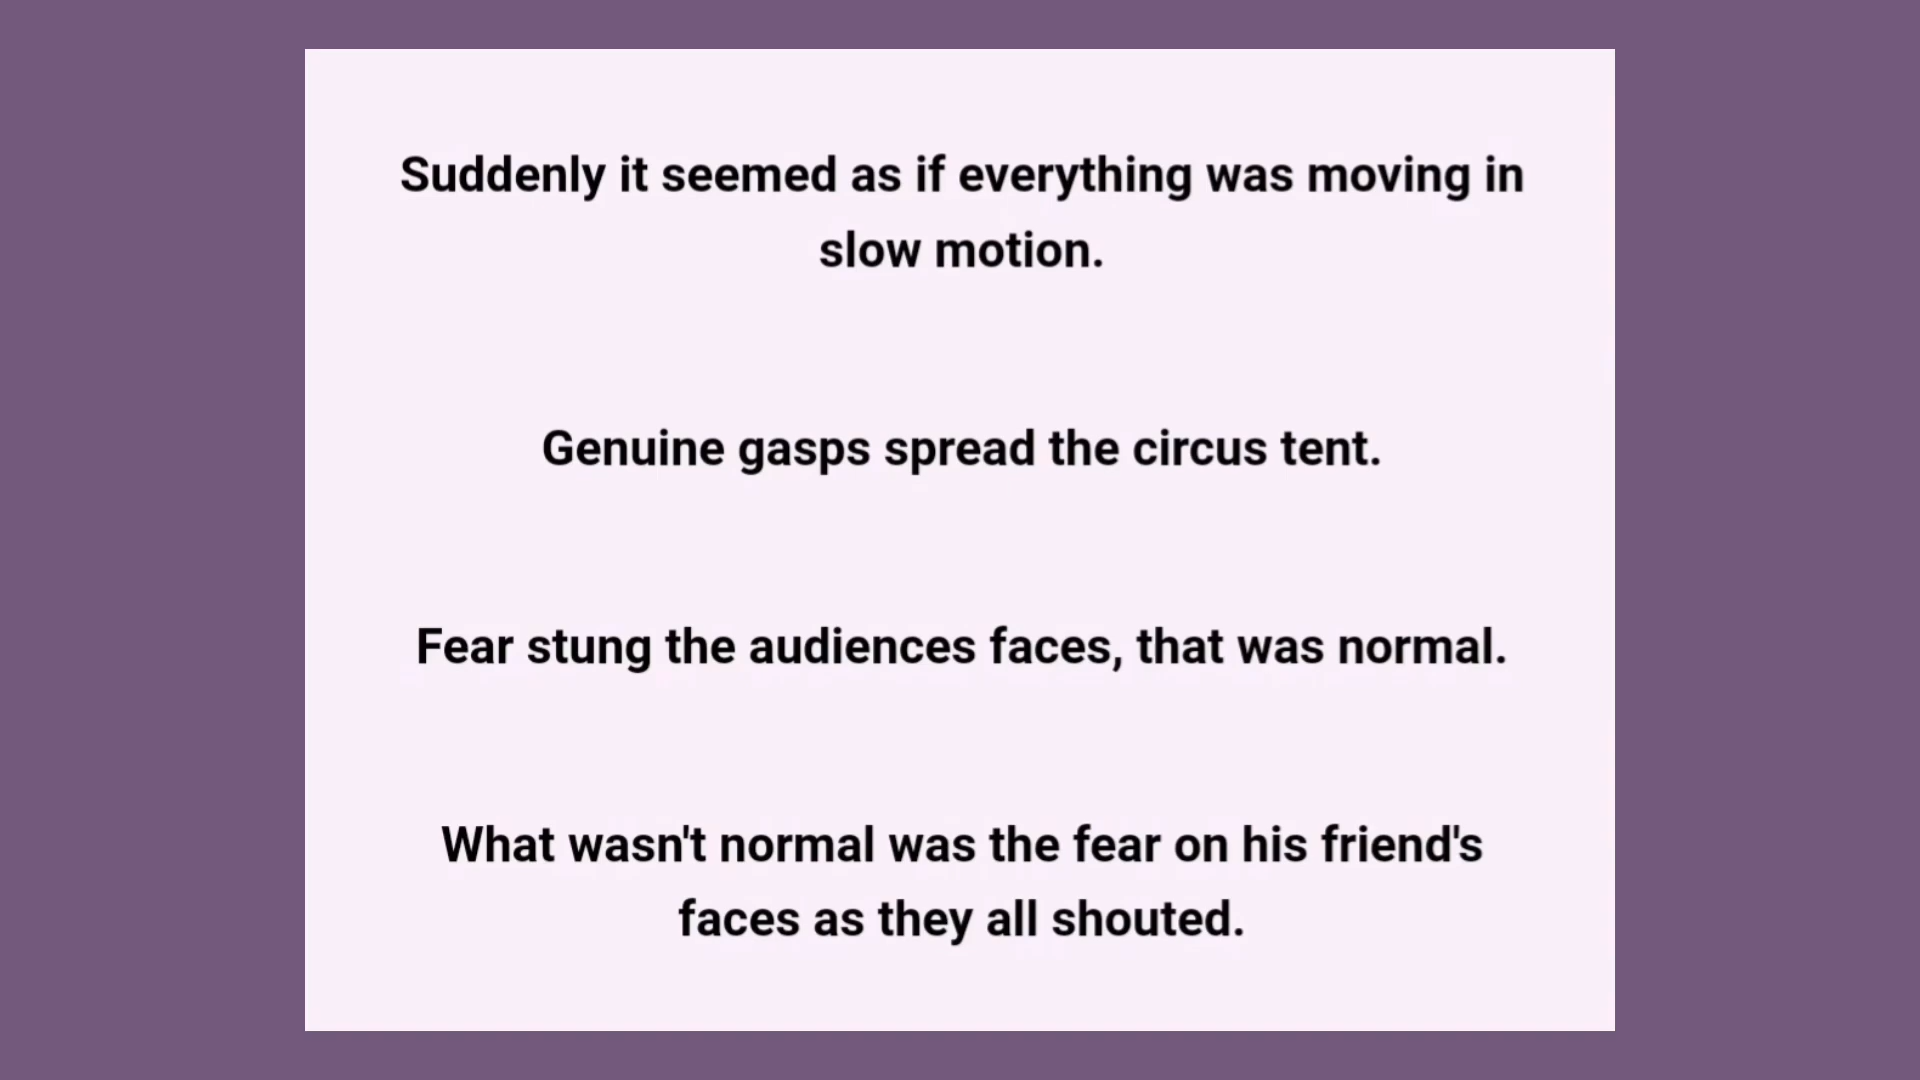 Suddenly it seemed as if everything was moving in
slow motion.
Genuine gasps spread the circus tent.
Fear stung the audiences faces, that was normal.
What wasn't normal was the fear on his friend's
faces as they all shouted.